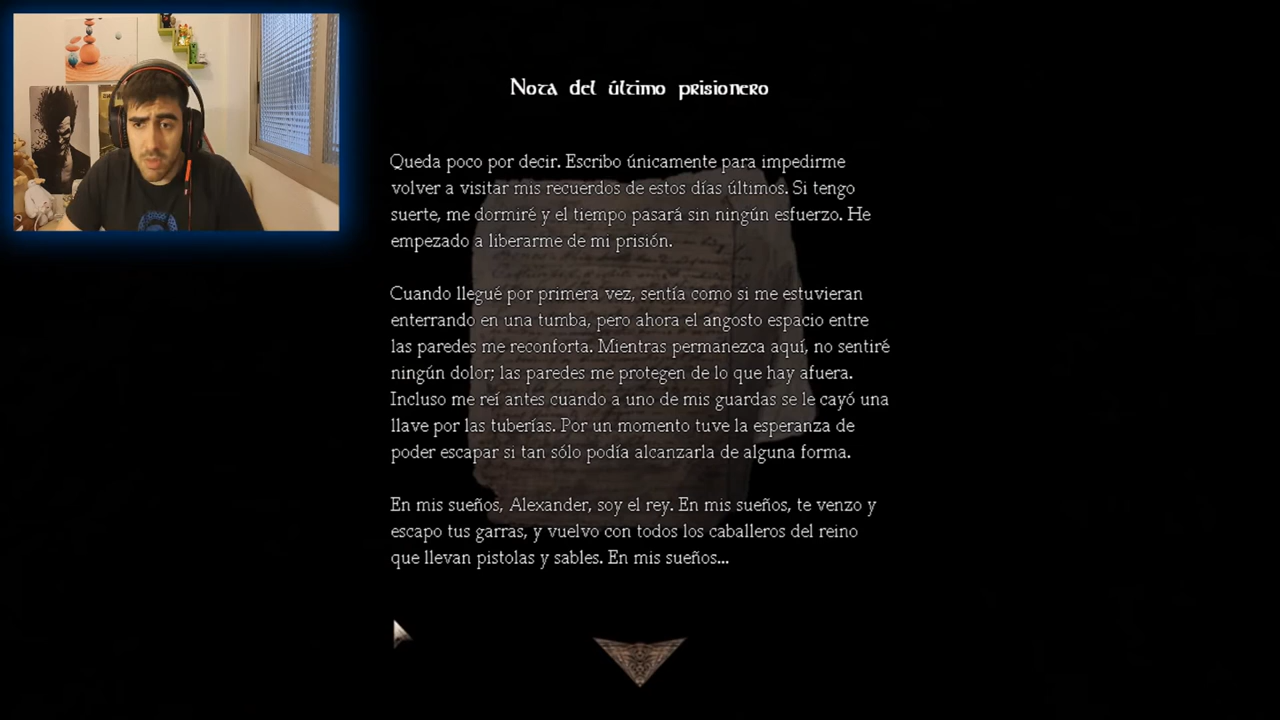 Nota del último prisionero
Queda poco por decir. Escribo únicamente para impedirme
volver a visitar mis recuerdos de estos días últimos. Si tengo
suerte, me dormiré y el tiempo pasará sin ningún esfuerzo. He
empezado a liberarme de mi prisión.
Cuando llegué por primera vez, sentía como si me estuvieran
enterrando en una tumba, pero ahora el angosto espacio entre
las paredes me reconforta. Mientras permanezca aquí, no sentiré
ningún dolor; las paredes me protegen de lo que hay afuera.
Incluso me reí antes cuando a uno de mis guardas se le cayó una
llave por las tuberías. Por un momento tuve la esperanza de
poder escapar si tan sólo podía alcanzarla de alguna forma.
En mis sueños, Alexander, soy el rey. En mis sueños, te venzo y
escapo tus garras, y vuelvo con todos los caballeros del reino
que llevan pistolas y sables. En mis sueños...